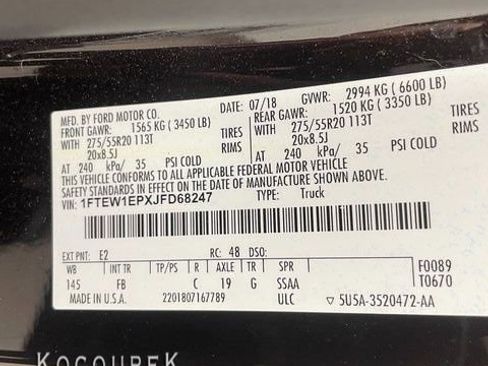 MFD. BY FORD MOTOR CO.
DATE: 07/18 GVWR: 2994 KG ( 6600 LB)
FRONT GAWR: 1565 KG ( 3450 LB) REAR GAWR: 1520 KG ( 3350 LB)
WITH 275/55R20 113T TIRES WITH 275/55R20 113T TIRES
20x8.5J RIMS 20x8.5J RIMS
AT 240 kPa/ 35 PSI COLD AT 240 kPa/ 35 PSI COLD
THIS VEHICLE CONFORMS TO ALL APPLICABLE FEDERAL MOTOR VEHICLE
SAFETY STANDARDS IN EFFECT ON THE DATE OF MANUFACTURE SHOWN ABOVE.
VIN: 1FTEW1EPXJFD68247 TYPE: Truck
EXT PNT: E2 RC: 48 DSO:
WB INT TR TP/PS R AXLE TR SPR F0089
145 FB C 19 G SSAA T0670
MADE IN U.S.A. 2201807167789 ULC ▽ 5U5A-3520472-AA
KOCOUREK